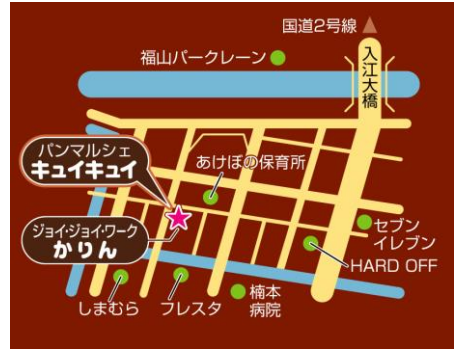 国道2号線
福山パークレーン
入江大橋
パンマルシェ
キュイキュイ
あけぼの保育所
ジョイ・ジョイ・ワーク
かりん
セブン
イレブン
HARD OFF
しまむら
フレスタ
楠本
病院